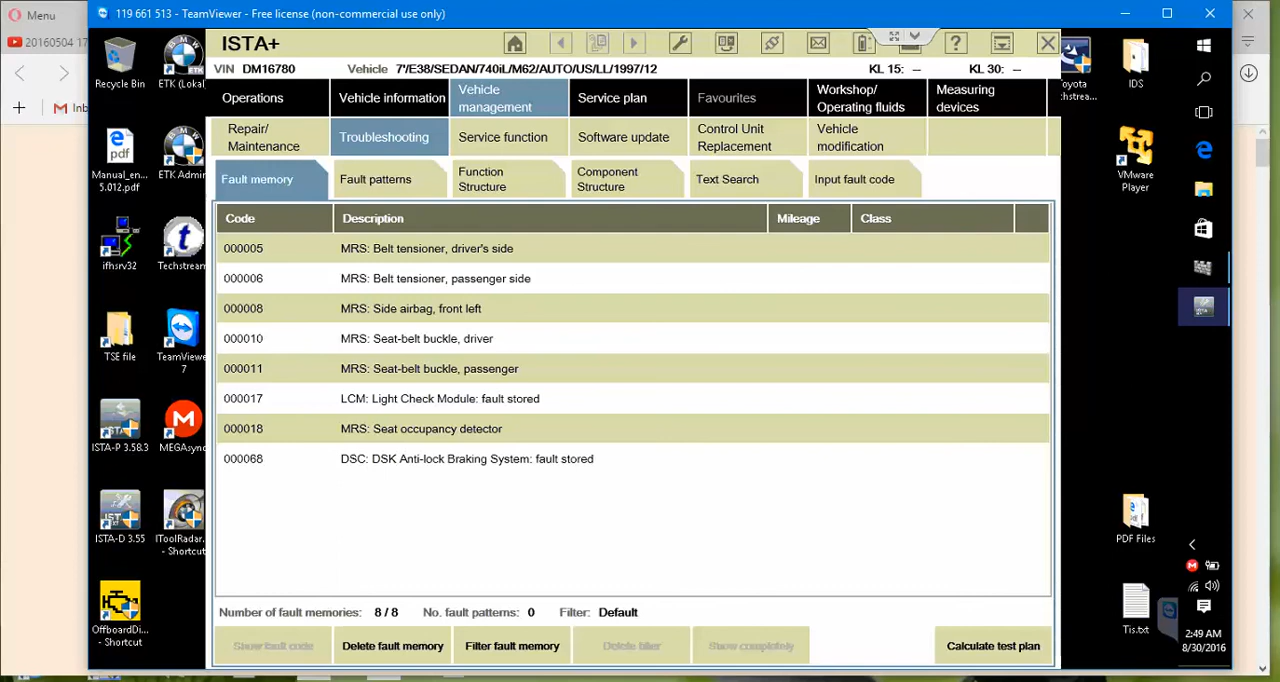 Menu
119 661 513 - TeamViewer - Free license (non-commercial use only)
20160504 17
Inb
Recycle Bin
ETK (Local
Manual_en... 5.012.pdf
ETK Admin
ifhsrv32
Techstream
TSE file
TeamViewer 7
ISTA-P 3.58.3
MEGAsync
ISTA-D 3.55
IToolRadar... - Shortcut
OffboardDi... - Shortcut
ISTA+
VIN DM16780 Vehicle 7'/E38/SEDAN/740iL/M62/AUTO/US/LL/1997/12 KL 15: -- KL 30: --
Operations
Vehicle information
Vehicle management
Service plan
Favourites
Workshop/ Operating fluids
Measuring devices
Repair/ Maintenance
Troubleshooting
Service function
Software update
Control Unit Replacement
Vehicle modification
Fault memory
Fault patterns
Function Structure
Component Structure
Text Search
Input fault code
Code Description Mileage Class
000005 MRS: Belt tensioner, driver's side
000006 MRS: Belt tensioner, passenger side
000008 MRS: Side airbag, front left
000010 MRS: Seat-belt buckle, driver
000011 MRS: Seat-belt buckle, passenger
000017 LCM: Light Check Module: fault stored
000018 MRS: Seat occupancy detector
000068 DSC: DSK Anti-lock Braking System: fault stored
Number of fault memories: 8 / 8 No. fault patterns: 0 Filter: Default
Show fault code
Delete fault memory
Filter fault memory
Delete filter
Show completely
Calculate test plan
Toyota
chstrea...
IDS
VMware Player
PDF Files
Tis.txt
2:49 AM
8/30/2016